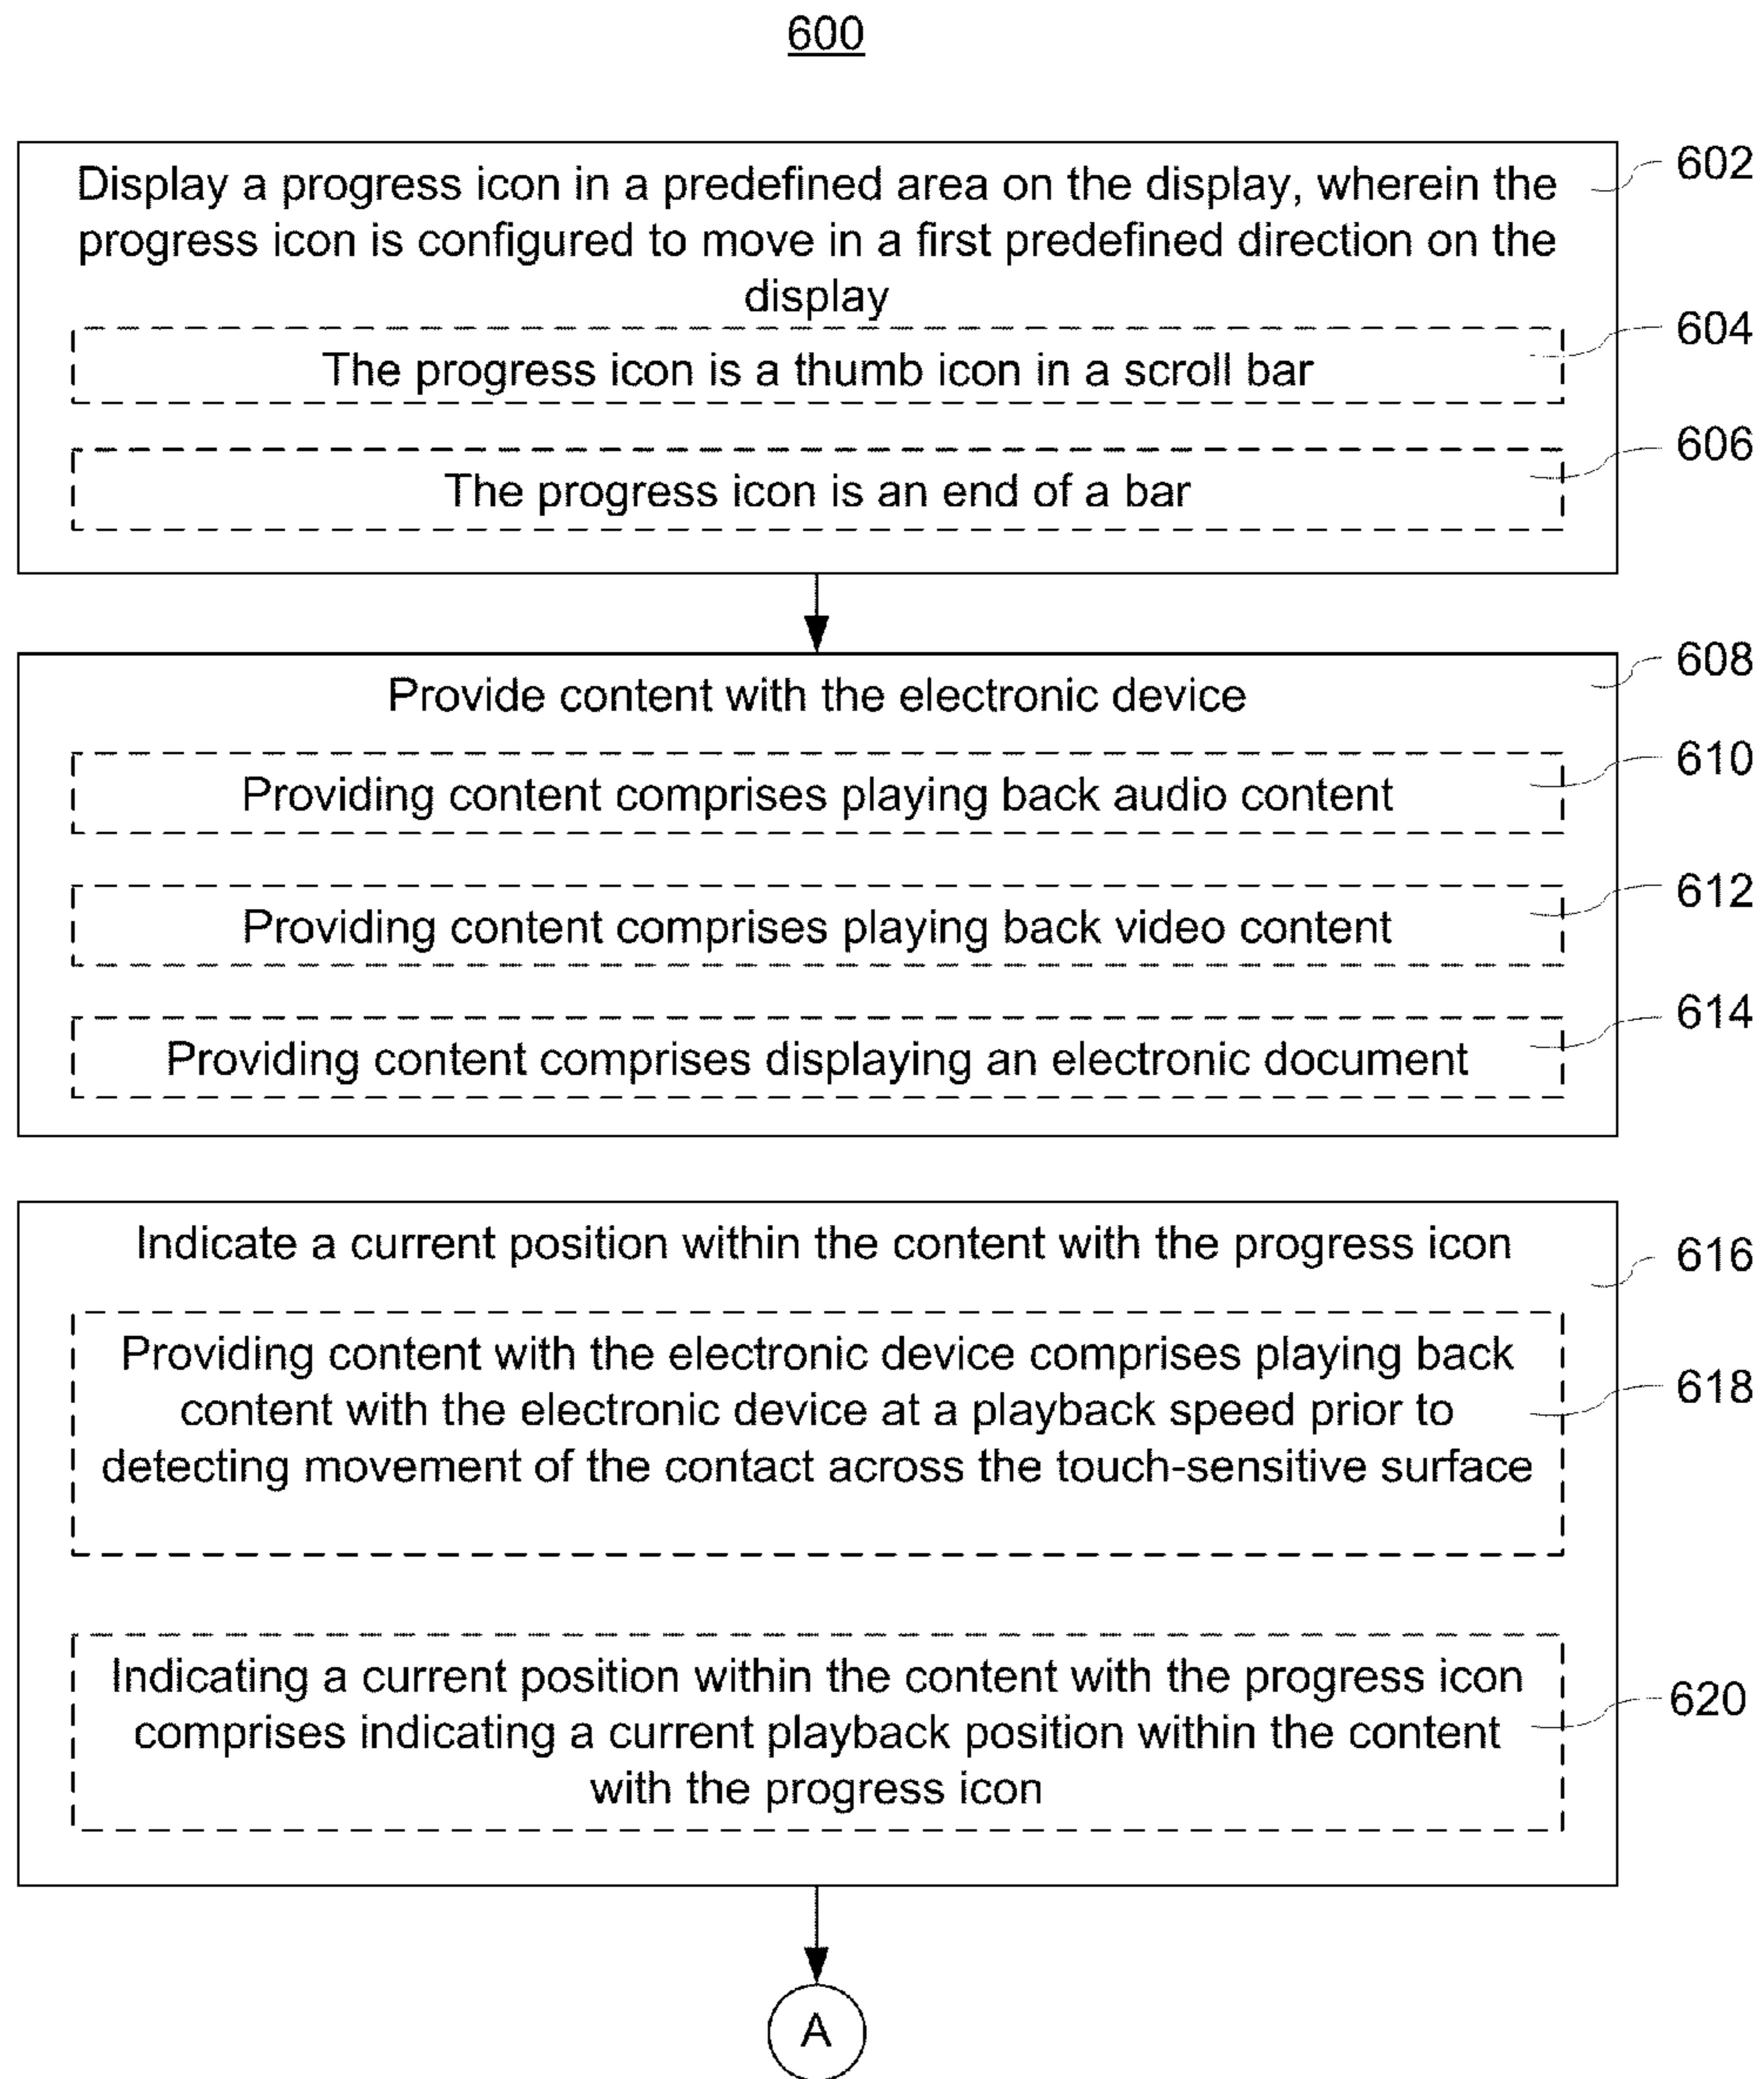 600
Display a progress icon in a predefined area on the display, wherein the
progress icon is configured to move in a first predefined direction on the
display
602
The progress icon is a thumb icon in a scroll bar
604
The progress icon is an end of a bar
606
Provide content with the electronic device
608
Providing content comprises playing back audio content
610
Providing content comprises playing back video content
612
Providing content comprises displaying an electronic document
614
Indicate a current position within the content with the progress icon
616
Providing content with the electronic device comprises playing back
content with the electronic device at a playback speed prior to
detecting movement of the contact across the touch-sensitive surface
618
Indicating a current position within the content with the progress icon
comprises indicating a current playback position within the content
with the progress icon
620
A